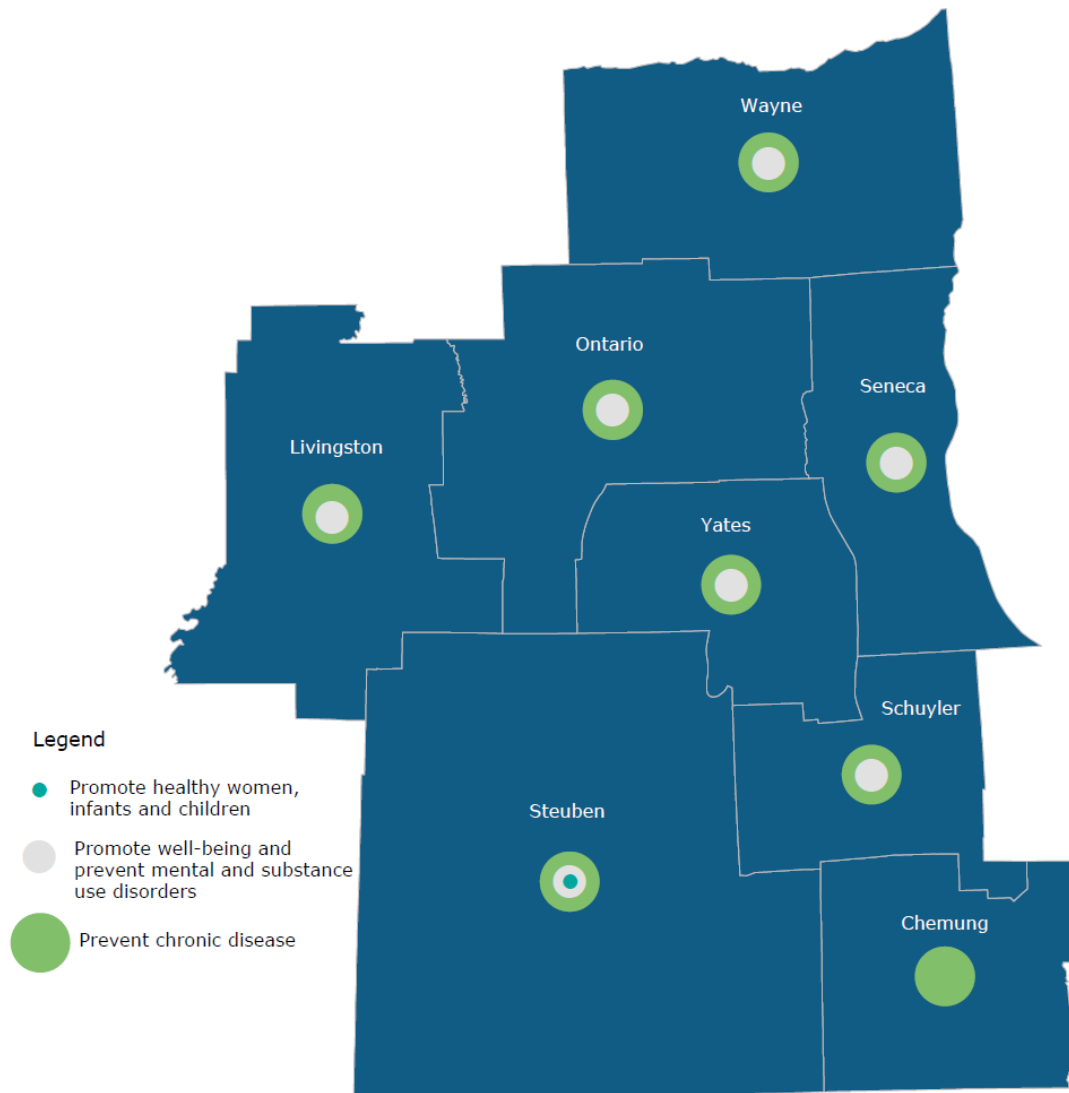 Wayne
Ontario
Seneca
Livingston
Yates
Schuyler
Legend
Promote healthy women,
infants and children
Steuben
Promote well-being and
prevent mental and substance
use disorders
Chemung
Prevent chronic disease